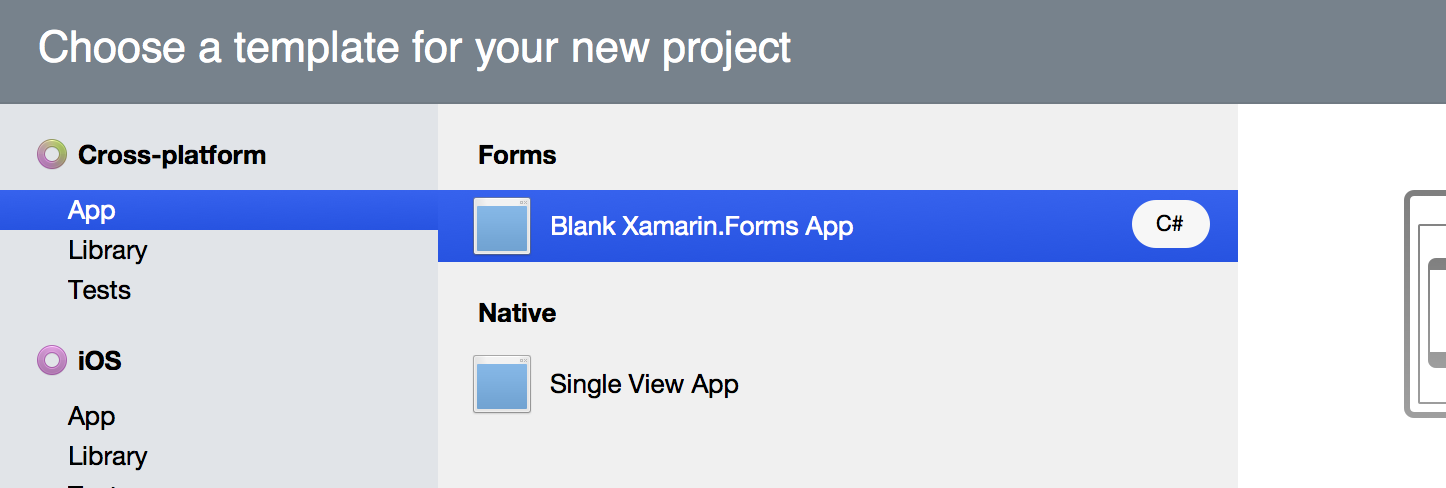 Choose a template for your new project
Cross-platform
App
Library
Tests
iOS
App
Library
Forms
Blank Xamarin.Forms App
C#
Native
Single View App